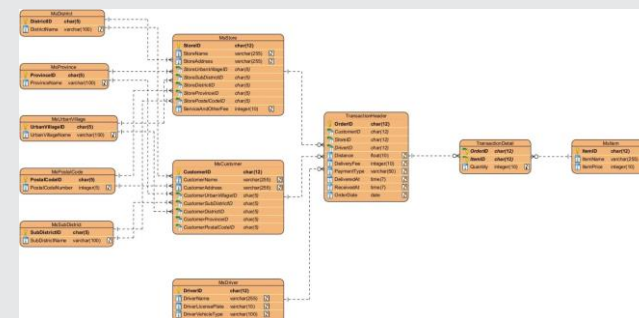 MsDistrict
DistrictID char(5)
DistrictName varchar(100) N
MsProvince
ProvinceID char(5)
ProvinceName varchar(100) N
MsUrbanVillage
UrbanVillageID char(5)
UrbanVillageName varchar(100) N
MsPostalCode
PostalCodeID char(5)
PostalCodeNumber integer(5) N
MsSubDistrict
SubDistrictID char(5)
SubDistrictName varchar(100) N
MsStore
StoreID char(12)
StoreName varchar(255) N
StoreAddress varchar(255) N
StoreUrbanVillageID char(5)
StoreSubDistrictID char(5)
StoreDistrictID char(5)
StoreProvinceID char(5)
StorePostalCodeID char(5)
ServiceAndOtherFee integer(10) N
MsCustomer
CustomerID char(12)
CustomerName varchar(255) N
CustomerAddress varchar(255) N
CustomerUrbanVillageID char(5)
CustomerSubDistrictID char(5)
CustomerDistrictID char(5)
CustomerProvinceID char(5)
CustomerPostalCodeID char(5)
MsDriver
DriverID char(12)
DriverName varchar(255) N
DriverLicensePlate varchar(10) N
DriverVehicleType varchar(100) N
TransactionHeader
OrderID char(12)
CustomerID char(12)
StoreID char(12)
DriverID char(12)
Distance float(10) N
DeliveryFee integer(10) N
PaymentType varchar(50) N
DeliveredAt time(7) N
ReceivedAt time(7) N
OrderDate date N
TransactionDetail
OrderID char(12)
ItemID char(12)
Quantity integer(10) N
MsItem
ItemID char(12)
ItemName varchar(255)
ItemPrice integer(10)